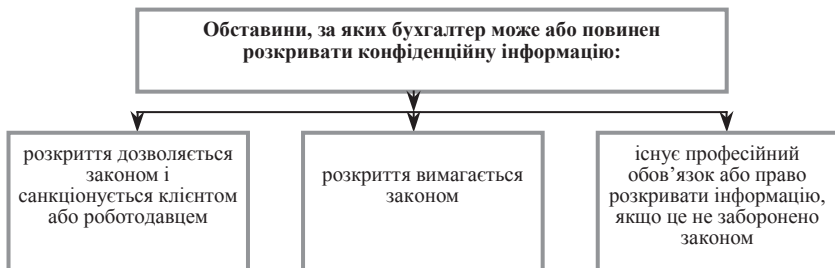 Обставини, за яких бухгалтер може або повинен
розкривати конфіденційну інформацію:
розкриття дозволяється
законом і
санкціонується клієнтом
або роботодавцем
розкриття вимагається
законом
існує професійний
обов’язок або право
розкривати інформацію,
якщо це не заборонено
законом